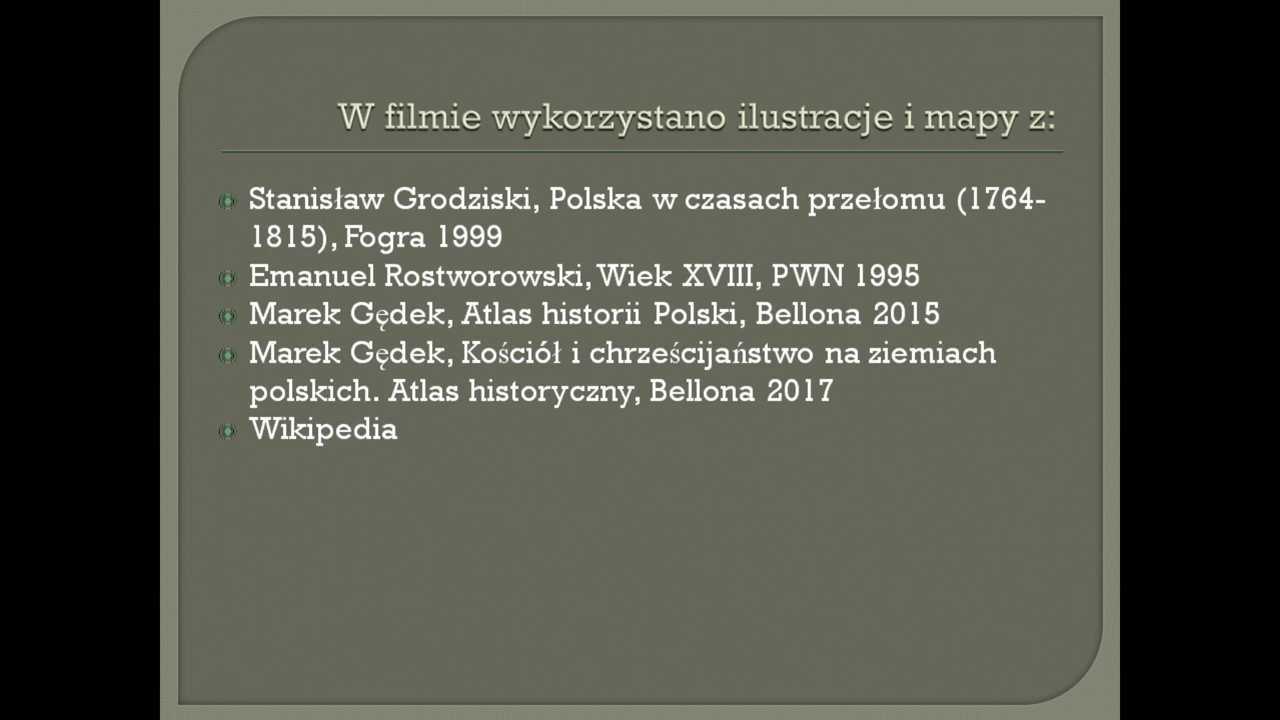 W filmie wykorzystano ilustracje i mapy z:
Stanisław Grodziski, Polska w czasach przełomu (1764-
1815), Fogra 1999
Emanuel Rostworowski, Wiek XVIII, PWN 1995
Marek Gędek, Atlas historii Polski, Bellona 2015
Marek Gędek, Kościół i chrześcijaństwo na ziemiach
polskich. Atlas historyczny, Bellona 2017
Wikipedia